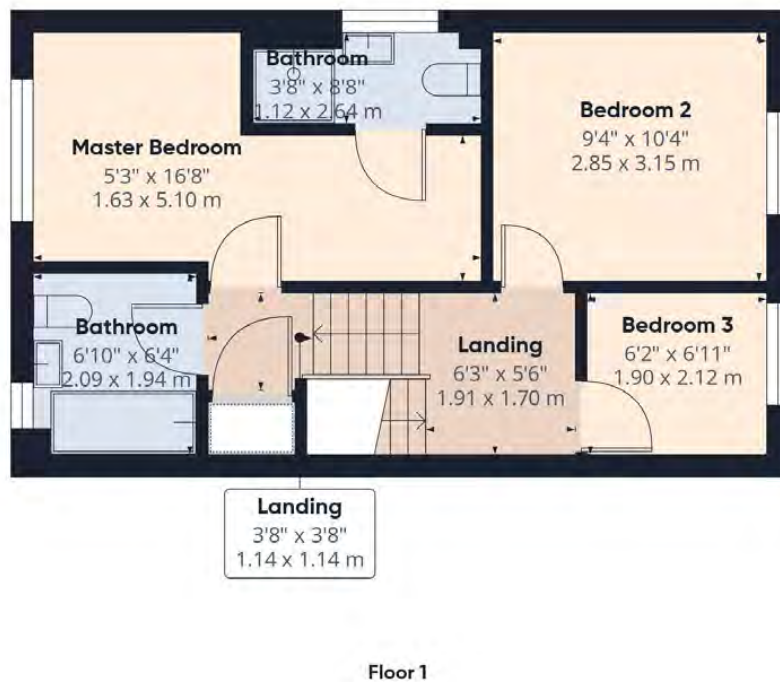 Bathroom
3'8" x 8'8"
1.12 x 2.64 m
Master Bedroom
5'3" x 16'8"
1.63 x 5.10 m
Bedroom 2
9'4" x 10'4"
2.85 x 3.15 m
Bathroom
6'10" x 6'4"
2.09 x 1.94 m
Landing
6'3" x 5'6"
1.91 x 1.70 m
Bedroom 3
6'2" x 6'11"
1.90 x 2.12 m
Landing
3'8" x 3'8"
1.14 x 1.14 m
Floor 1